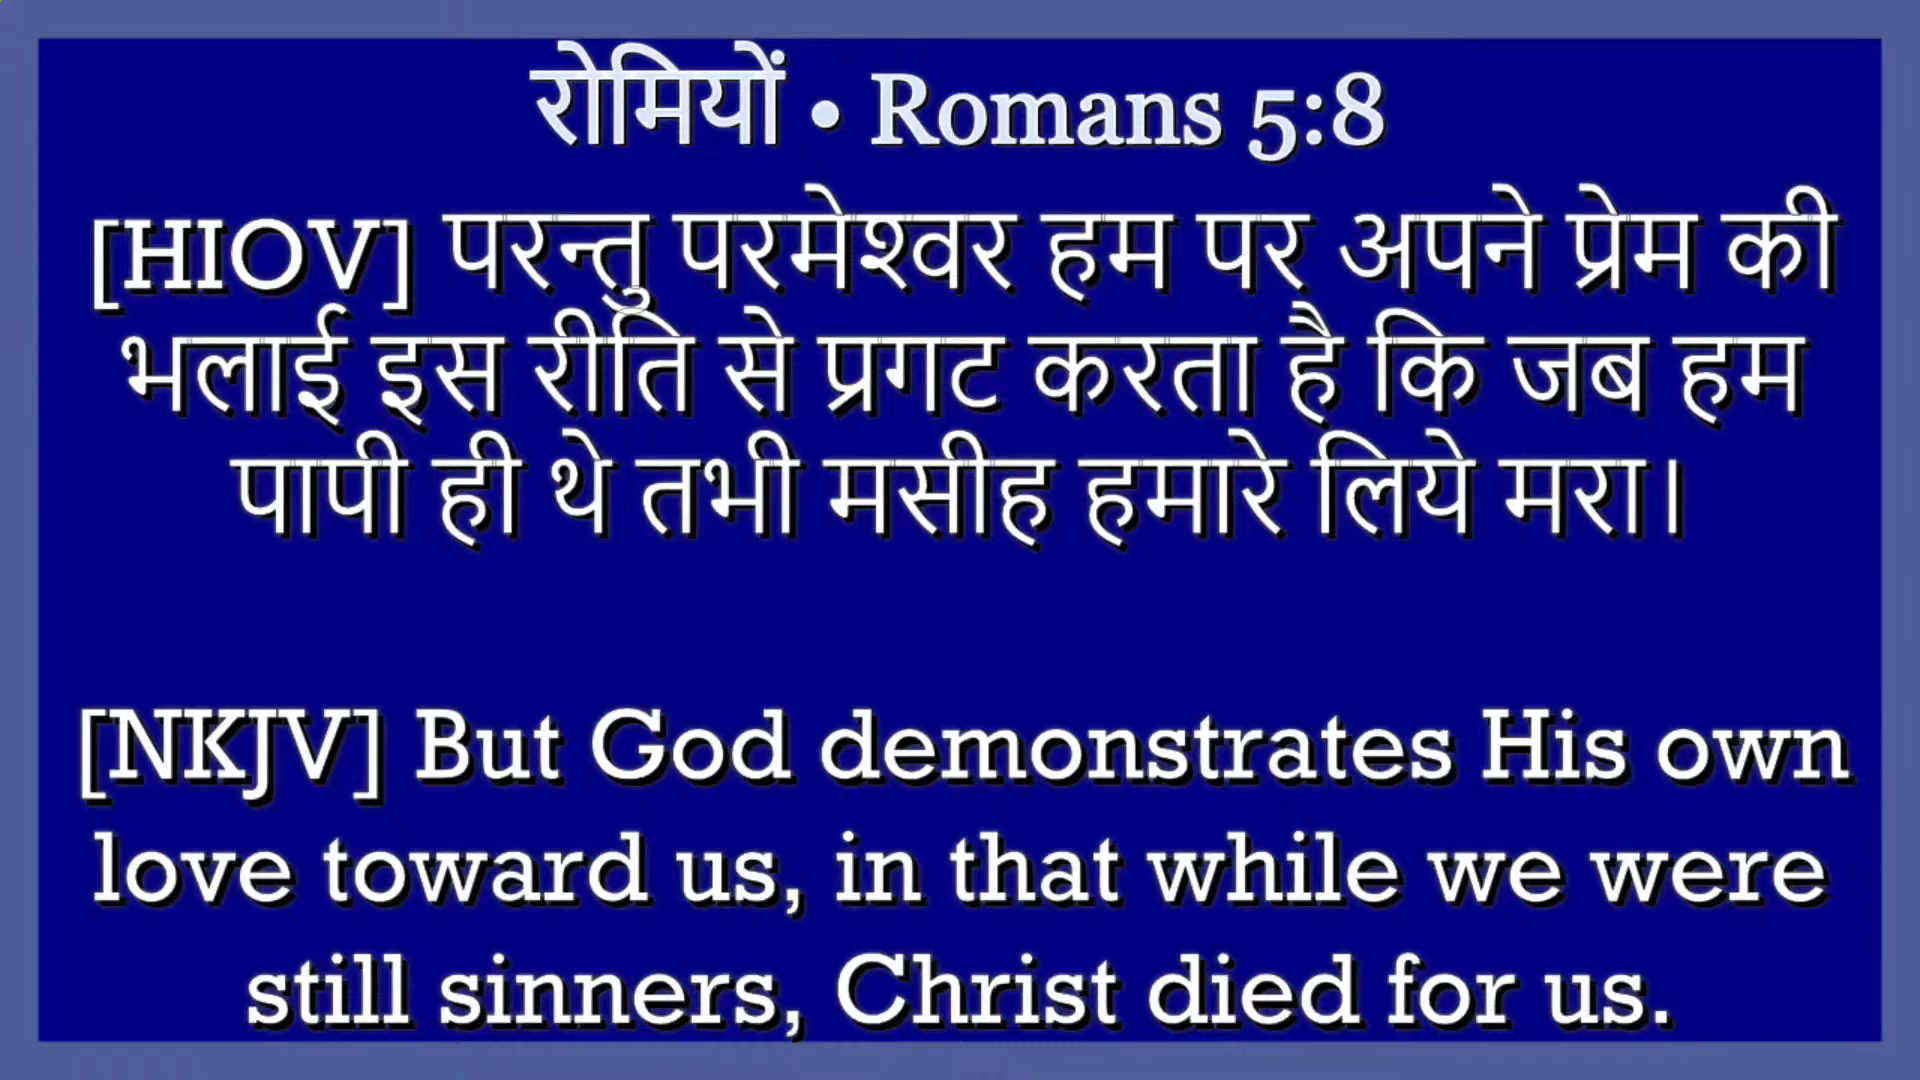 रोमियों • Romans 5:8
[HIOV] परन्तु परमेश्वर हम पर अपने प्रेम की
भलाई इस रीति से प्रगट करता है कि जब हम
पापी ही थे तभी मसीह हमारे लिये मरा।
[NKJV] But God demonstrates His own
love toward us, in that while we were
still sinners, Christ died for us.